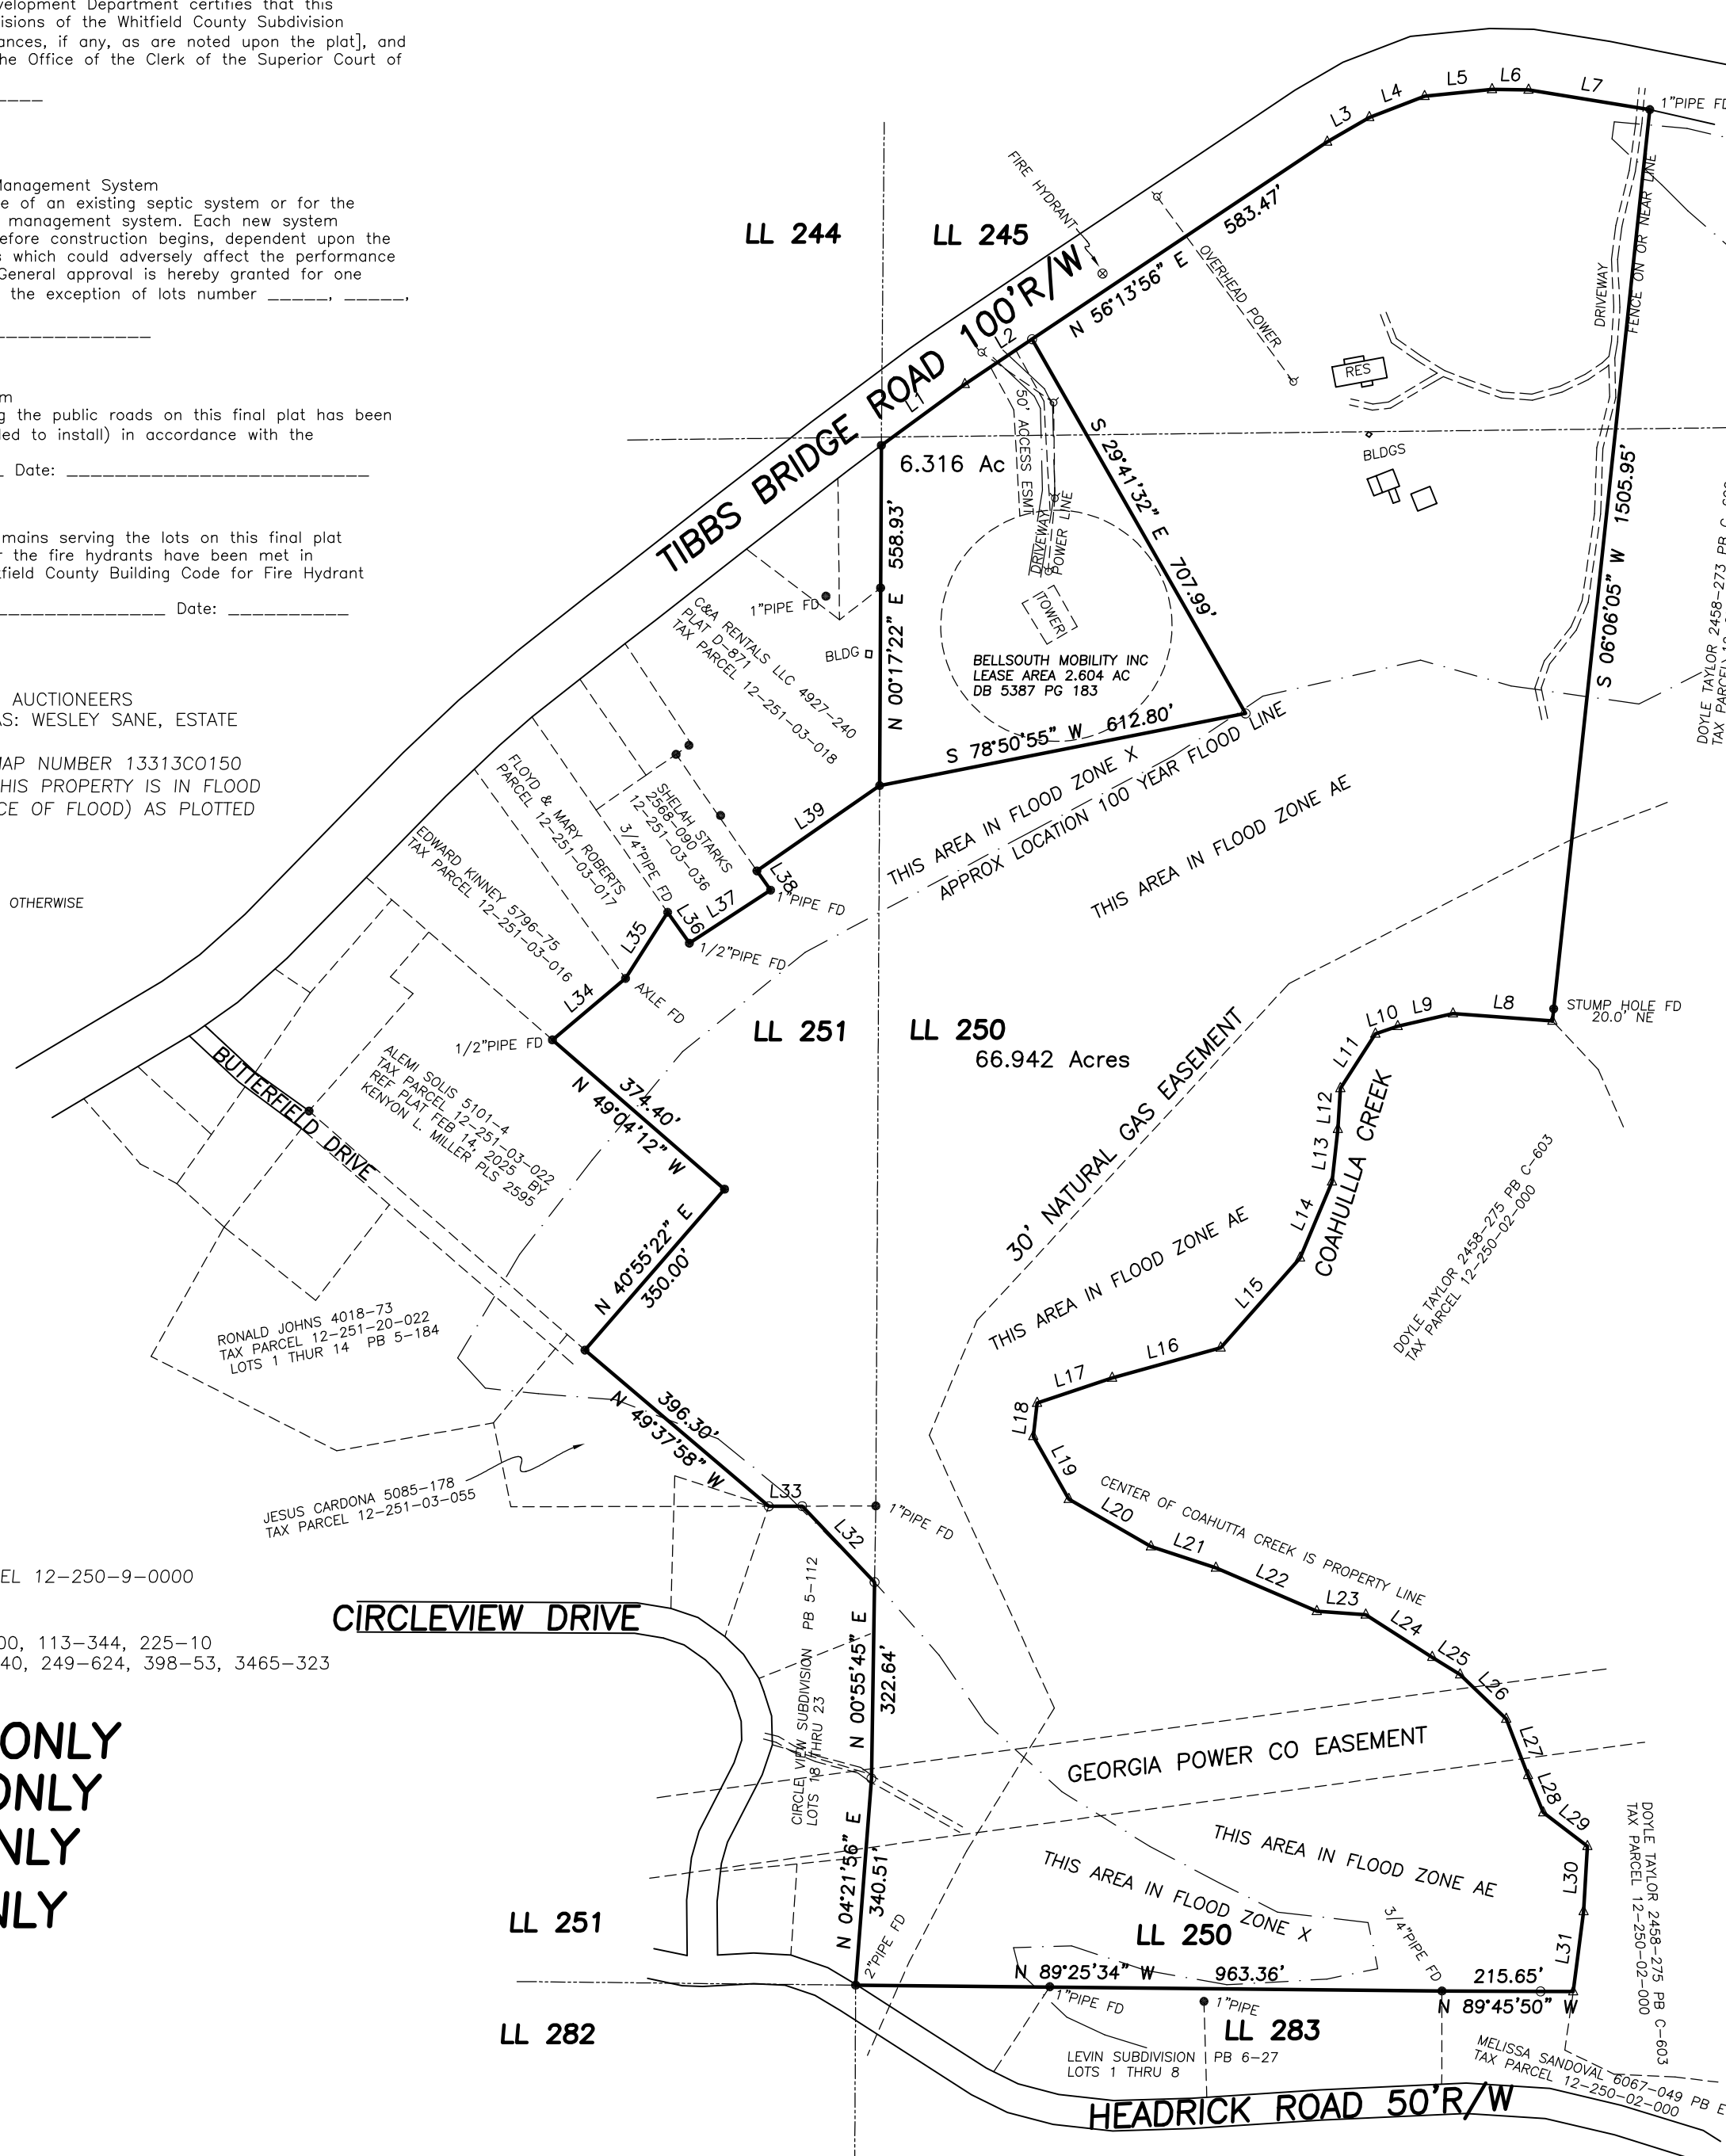 velopment Department certifies that this
isions of the Whitfield County Subdivision
ances, if any, as are noted upon the plat], and
he Office of the Clerk of the Superior Court of
Management System
e of an existing septic system or for the
management system. Each new system
efore construction begins, dependent upon the
s which could adversely affect the performance
General approval is hereby granted for one
the exception of lots number _____, _____,
m
g the public roads on this final plat has been
led to install) in accordance with the
Date: _________________________
mains serving the lots on this final plat
r the fire hydrants have been met in
tfield County Building Code for Fire Hydrant
______________ Date: __________
AUCTIONEERS
AS: WESLEY SANE, ESTATE
MAP NUMBER 13313C0150
THIS PROPERTY IS IN FLOOD
CE OF FLOOD) AS PLOTTED
OTHERWISE
EL 12-250-9-0000
00, 113-344, 225-10
40, 249-624, 398-53, 3465-323
ONLY
ONLY
NLY
NLY
LL 244
LL 245
TIBBS BRIDGE ROAD 100'R/W
FIRE HYDRANT
OVERHEAD POWER
N 56°13'56" E
583.47'
L1
L2
L3
L4
L5
L6
L7
1"PIPE FD
FENCE ON OR NEAR LINE
DRIVEWAY
RES
BLDGS
S 06°06'05" W 1505.95'
6.316 Ac
50' ACCESS ESMT
DRIVEWAY
POWER LINE
TOWER
S 29°41'32" E 707.99'
BELLSOUTH MOBILITY INC
LEASE AREA 2.604 AC
DB 5387 PG 183
S 78°50'55" W 612.80'
N 00°17'22" E 558.93'
1"PIPE FD
BLDG
C&A RENTALS LLC 4927-240
PLAT D-871
TAX PARCEL 12-251-03-018
SHELAH STARKS
2568-090
12-251-03-036
3/4"PIPE FD
FLOYD & MARY ROBERTS
PARCEL 12-251-03-017
EDWARD KINNEY 5796-75
TAX PARCEL 12-251-03-016
L39
L38
1"PIPE FD
L37
L36
1/2"PIPE FD
L35
AXLE FD
L34
1/2"PIPE FD
THIS AREA IN FLOOD ZONE X
APPROX LOCATION 100 YEAR FLOOD LINE
THIS AREA IN FLOOD ZONE AE
LL 251
LL 250
66.942 Acres
30' NATURAL GAS EASEMENT
STUMP HOLE FD
20.0' NE
L8
L9
L10
L11
L12
L13
L14
L15
L16
L17
L18
L19
L20
L21
L22
L23
L24
L25
L26
L27
L28
L29
L30
L31
COAHULLA CREEK
DOYLE TAYLOR 2458-275 PB C-603
TAX PARCEL 12-250-02-000
DOYLE TAYLOR 2458-273 PB C-
BUTTERFIELD DRIVE
ALEMI SOLIS 5101-4
TAX PARCEL 12-251-03-022
REF PLAT FEB 14, 2025 BY
KENYON L. MILLER PLS 2595
374.40'
N 49°04'12" W
N 40°55'22" E
350.00'
THIS AREA IN FLOOD ZONE AE
RONALD JOHNS 4018-73
TAX PARCEL 12-251-20-022
LOTS 1 THUR 14 PB 5-184
396.30'
N 49°37'58" W
JESUS CARDONA 5085-178
TAX PARCEL 12-251-03-055
L33
L32
1"PIPE FD
CENTER OF COAHUTTA CREEK IS PROPERTY LINE
CIRCLEVIEW DRIVE
CIRCLE VIEW SUBDIVISION PB 5-112
LOTS 18 THRU 23
N 00°55'45" E
322.64'
GEORGIA POWER CO EASEMENT
N 04°21'56" E
340.51'
2"PIPE FD
THIS AREA IN FLOOD ZONE AE
THIS AREA IN FLOOD ZONE X
3/4"PIPE FD
LL 251
LL 250
N 89°25'34" W 963.36'
215.65'
N 89°45'50" W
1"PIPE FD
1"PIPE
LL 282
LL 283
LEVIN SUBDIVISION PB 6-27
LOTS 1 THRU 8
DOYLE TAYLOR 2458-275 PB C-603
TAX PARCEL 12-250-02-000
MELISSA SANDOVAL 6067-049 PB E
TAX PARCEL 12-250-02-000
HEADRICK ROAD 50'R/W